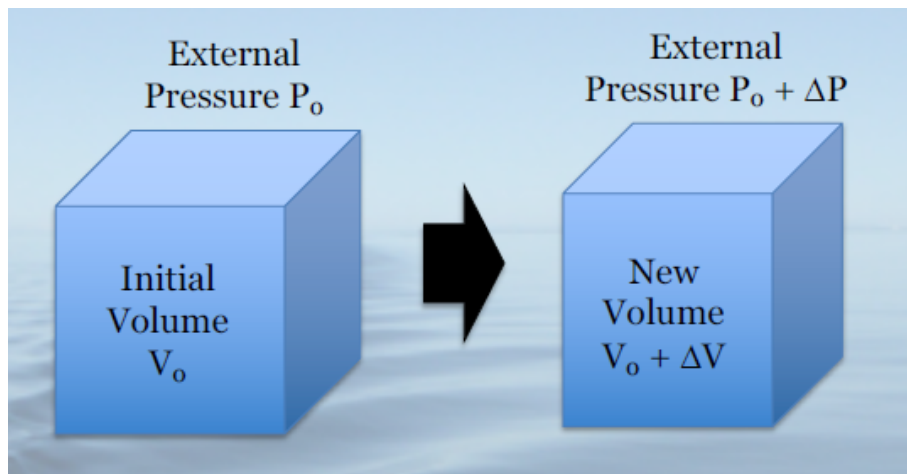 External
Pressure Pₒ
External
Pressure Pₒ + ΔP
Initial
Volume
Vₒ
New
Volume
Vₒ + ΔV